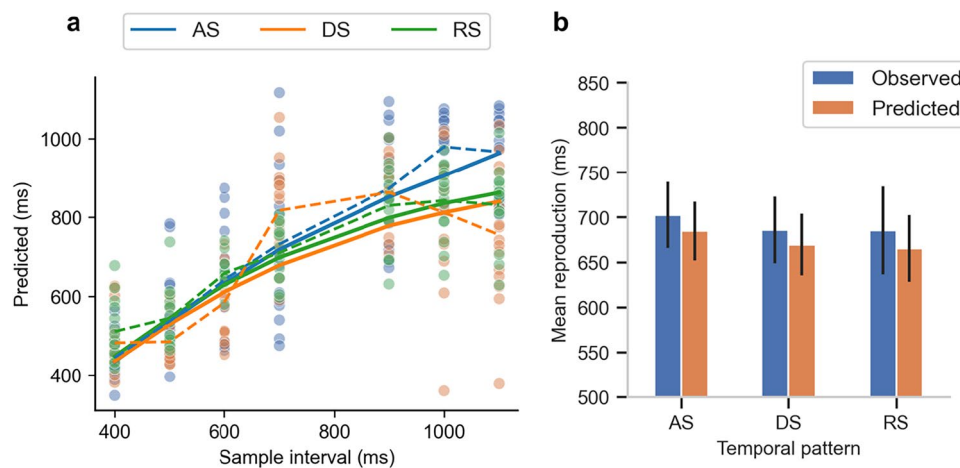 a
AS DS RS
Predicted (ms)
1000
800
600
400
400 600 800 1000
Sample interval (ms)
b
Observed
Predicted
Mean reproduction (ms)
850
800
750
700
650
600
550
500
AS DS RS
Temporal pattern